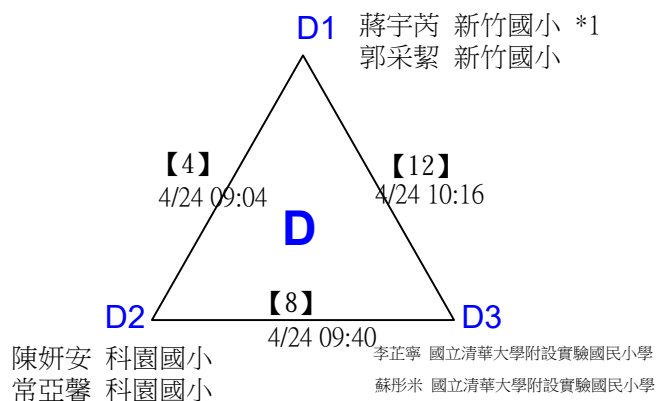 D1 蔣宇芮 新竹國小 *1
郭采絜 新竹國小
【4】
4/24 09:04
【12】
4/24 10:16
D
【8】
4/24 09:40
D2
D3
陳妍安 科園國小
常亞馨 科園國小
李芷寧 國立清華大學附設實驗國民小學
蘇彤米 國立清華大學附設實驗國民小學